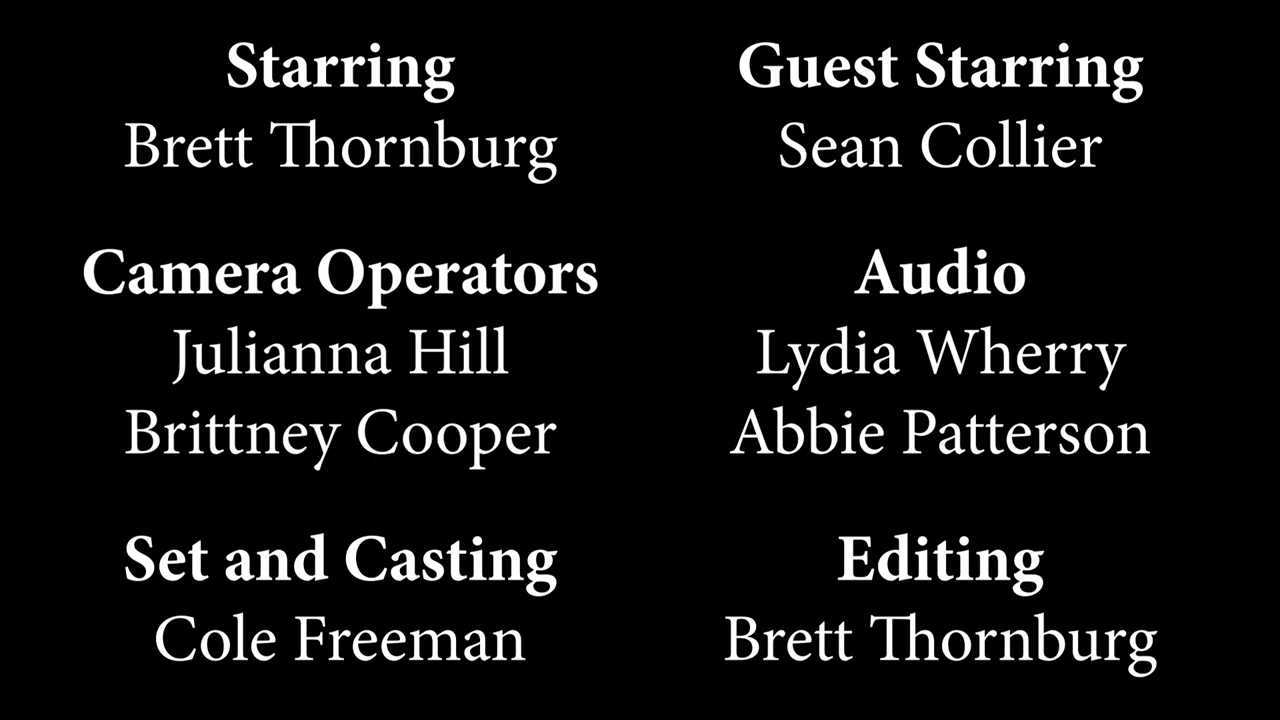 Starring
Brett Thornburg
Guest Starring
Sean Collier
Camera Operators
Julianna Hill
Brittney Cooper
Audio
Lydia Wherry
Abbie Patterson
Set and Casting
Cole Freeman
Editing
Brett Thornburg